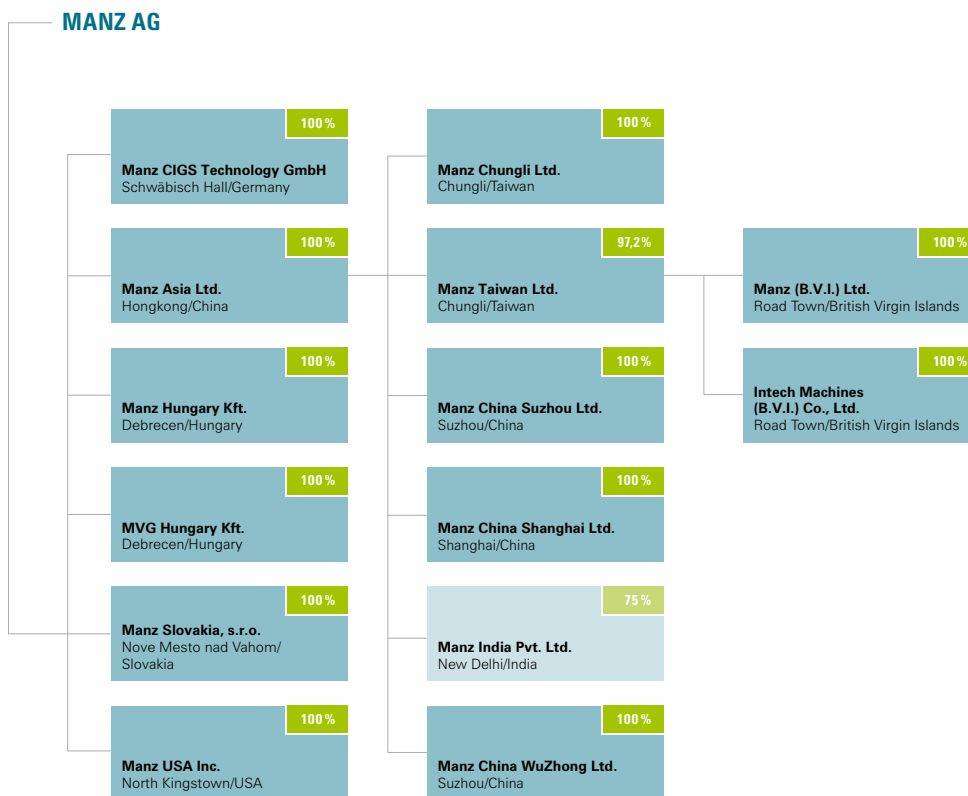 MANZ AG
100 %
Manz CIGS Technology GmbH
Schwäbisch Hall/Germany
100 %
Manz Asia Ltd.
Hongkong/China
100 %
Manz Hungary Kft.
Debrecen/Hungary
100 %
MVG Hungary Kft.
Debrecen/Hungary
100 %
Manz Slovakia, s.r.o.
Nove Mesto nad Vahom/
Slovakia
100 %
Manz USA Inc.
North Kingstown/USA
100 %
Manz Chungli Ltd.
Chungli/Taiwan
97,2 %
Manz Taiwan Ltd.
Chungli/Taiwan
100 %
Manz China Suzhou Ltd.
Suzhou/China
100 %
Manz China Shanghai Ltd.
Shanghai/China
75 %
Manz India Pvt. Ltd.
New Delhi/India
100 %
Manz China WuZhong Ltd.
Suzhou/China
100 %
Manz (B.V.I.) Ltd.
Road Town/British Virgin Islands
100 %
Intech Machines
(B.V.I.) Co., Ltd.
Road Town/British Virgin Islands